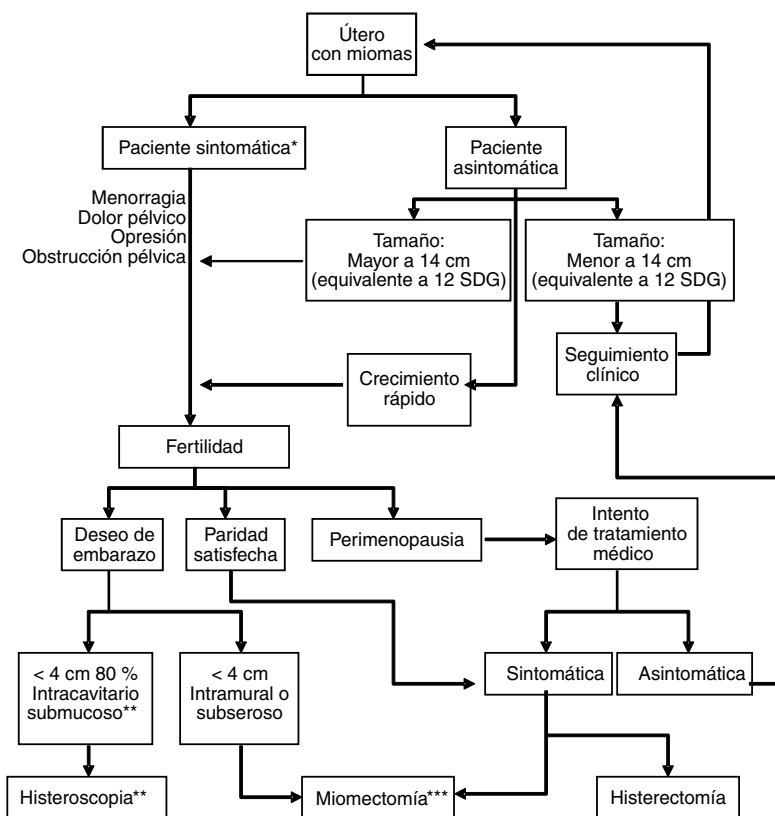 Útero
con miomas
Paciente sintomática*
Paciente
asintomática
Menorragia
Dolor pélvico
Opresión
Obstrucción pélvica
Tamaño:
Mayor a 14 cm
(equivalente a 12 SDG)
Tamaño:
Menor a 14 cm
(equivalente a 12 SDG)
Crecimiento
rápido
Seguimiento
clínico
Fertilidad
Deseo de
embarazo
Paridad
satisfecha
Perimenopausia
Intento
de tratamiento
médico
< 4 cm 80 %
Intracavitario
submucoso**
< 4 cm
Intramural o
subseroso
Sintomática
Asintomática
Histeroscopia**
Miomectomía***
Histerectomía